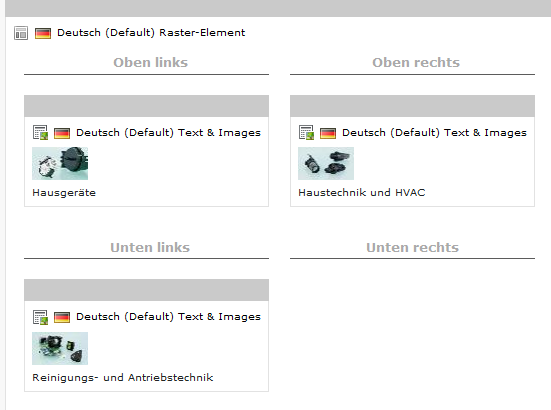 Deutsch (Default) Raster-Element
Oben links
Oben rechts
Deutsch (Default) Text & Images
Deutsch (Default) Text & Images
Hausgeräte
Haustechnik und HVAC
Unten links
Unten rechts
Deutsch (Default) Text & Images
Reinigungs- und Antriebstechnik